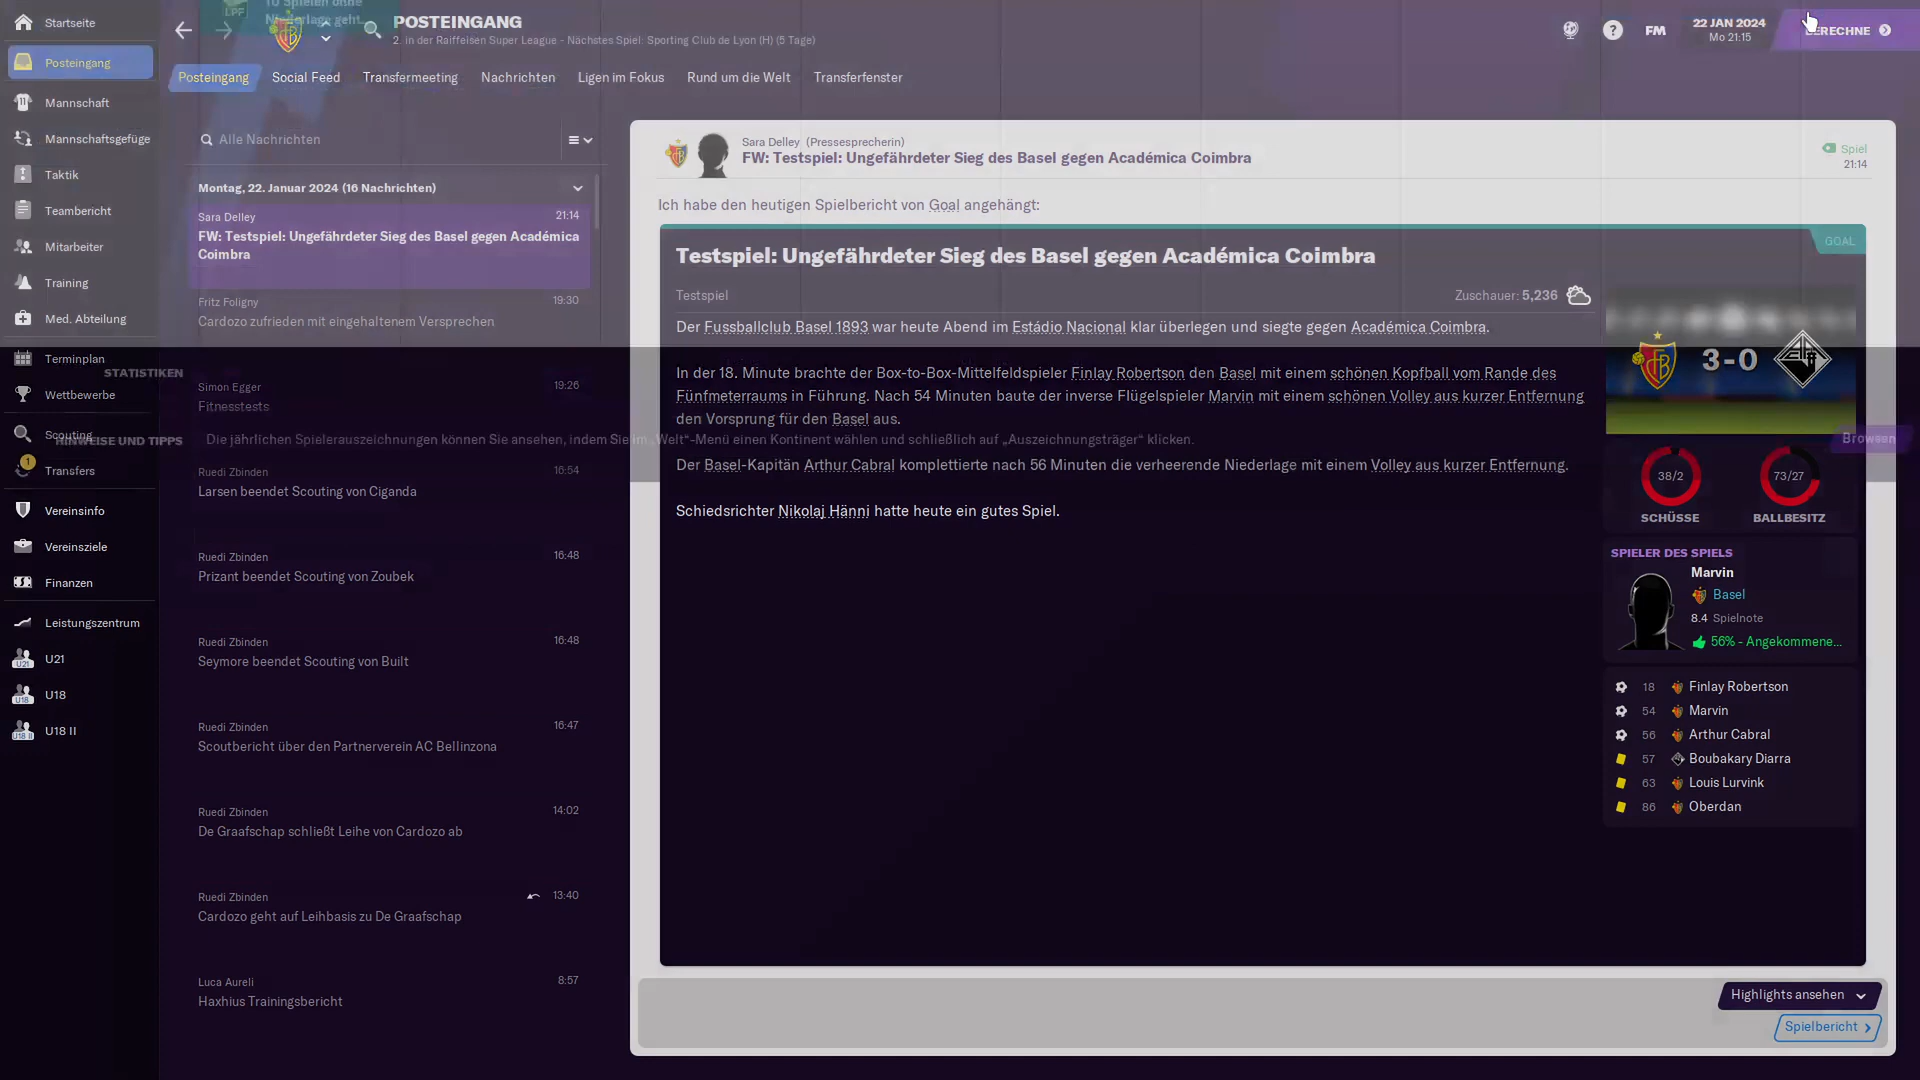 Startseite
Posteingang
Mannschaft
Mannschaftsgefüge
Taktik
Teambericht
Mitarbeiter
Training
Med. Abteilung
Terminplan
STATISTIKEN
Wettbewerbe
Scouting
HINWEISE UND TIPPS
1
Transfers
Vereinsinfo
Vereinsziele
Finanzen
Leistungszentrum
U21
U18
U18 II
LPF
10 Spielen ohne
Niederlage geht...
POSTEINGANG
2. in der Raiffeisen Super League - Nächstes Spiel: Sporting Club de Lyon (H) (5 Tage)
FM
22 JAN 2024
Mo 21:15
BERECHNE
Posteingang
Social Feed
Transfermeeting
Nachrichten
Ligen im Fokus
Rund um die Welt
Transferfenster
Alle Nachrichten
Montag, 22. Januar 2024 (16 Nachrichten)
Sara Delley 21:14
FW: Testspiel: Ungefährdeter Sieg des Basel gegen Académica
Coimbra
Fritz Foligny 19:30
Cardozo zufrieden mit eingehaltenem Versprechen
Simon Egger 19:26
Fitnesstests
Die jährlichen Spielerauszeichnungen können Sie ansehen, indem Sie im „Welt“-Menü einen Kontinent wählen und schließlich auf „Auszeichnungsträger“ klicken.
Browsen
Ruedi Zbinden 16:54
Larsen beendet Scouting von Ciganda
Ruedi Zbinden 16:48
Prizant beendet Scouting von Zoubek
Ruedi Zbinden 16:48
Seymore beendet Scouting von Built
Ruedi Zbinden 16:47
Scoutbericht über den Partnerverein AC Bellinzona
Ruedi Zbinden 14:02
De Graafschap schließt Leihe von Cardozo ab
Ruedi Zbinden 13:40
Cardozo geht auf Leihbasis zu De Graafschap
Luca Aureli 8:57
Haxhius Trainingsbericht
Sara Delley (Pressesprecherin)
FW: Testspiel: Ungefährdeter Sieg des Basel gegen Académica Coimbra
Spiel
21:14
Ich habe den heutigen Spielbericht von Goal angehängt:
GOAL
Testspiel: Ungefährdeter Sieg des Basel gegen Académica Coimbra
Testspiel
Zuschauer: 5,236
Der Fussballclub Basel 1893 war heute Abend im Estádio Nacional klar überlegen und siegte gegen Académica Coimbra.
In der 18. Minute brachte der Box-to-Box-Mittelfeldspieler Finlay Robertson den Basel mit einem schönen Kopfball vom Rande des
Fünfmeterraums in Führung. Nach 54 Minuten baute der inverse Flügelspieler Marvin mit einem schönen Volley aus kurzer Entfernung
den Vorsprung für den Basel aus.
Der Basel-Kapitän Arthur Cabral komplettierte nach 56 Minuten die verheerende Niederlage mit einem Volley aus kurzer Entfernung.
Schiedsrichter Nikolaj Hänni hatte heute ein gutes Spiel.
3-0
38/2
73/27
SCHÜSSE
BALLBESITZ
SPIELER DES SPIELS
Marvin
Basel
8.4 Spielnote
56% - Angekommene...
18 Finlay Robertson
54 Marvin
56 Arthur Cabral
57 Boubakary Diarra
63 Louis Lurvink
86 Oberdan
Highlights ansehen
Spielbericht